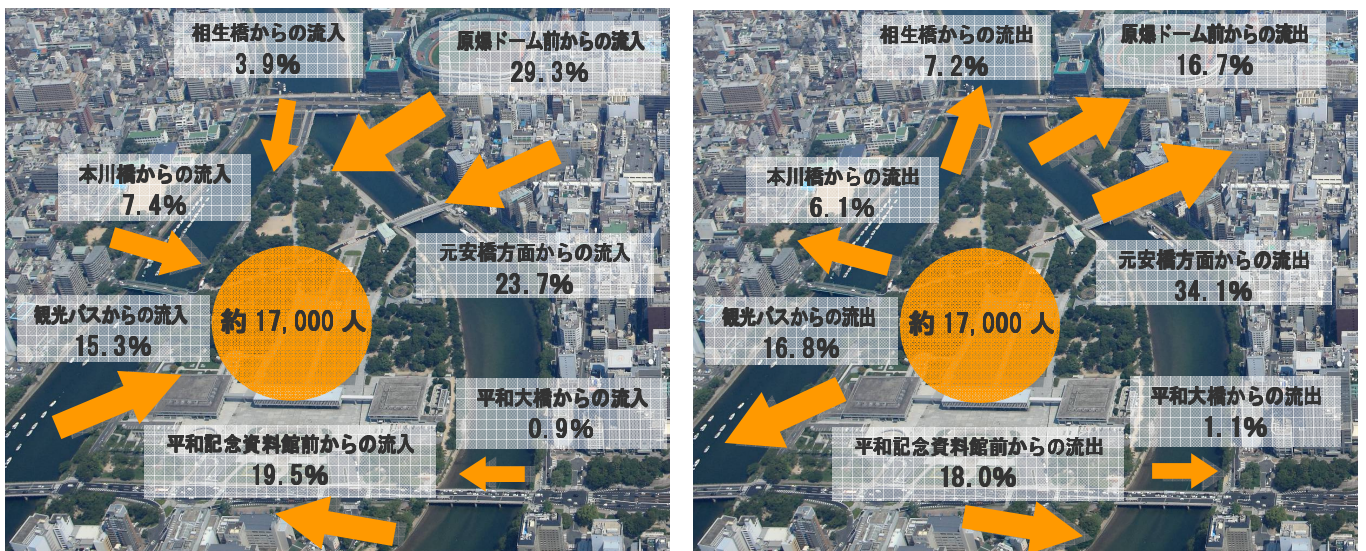 相生橋からの流入
3.9%
原爆ドーム前からの流入
29.3%
本川橋からの流入
7.4%
元安橋方面からの流入
23.7%
約17,000人
観光バスからの流入
15.3%
平和大橋からの流入
0.9%
平和記念資料館前からの流入
19.5%
相生橋からの流出
7.2%
原爆ドーム前からの流出
16.7%
本川橋からの流出
6.1%
元安橋方面からの流出
34.1%
約17,000人
観光バスからの流出
16.8%
平和大橋からの流出
1.1%
平和記念資料館前からの流出
18.0%